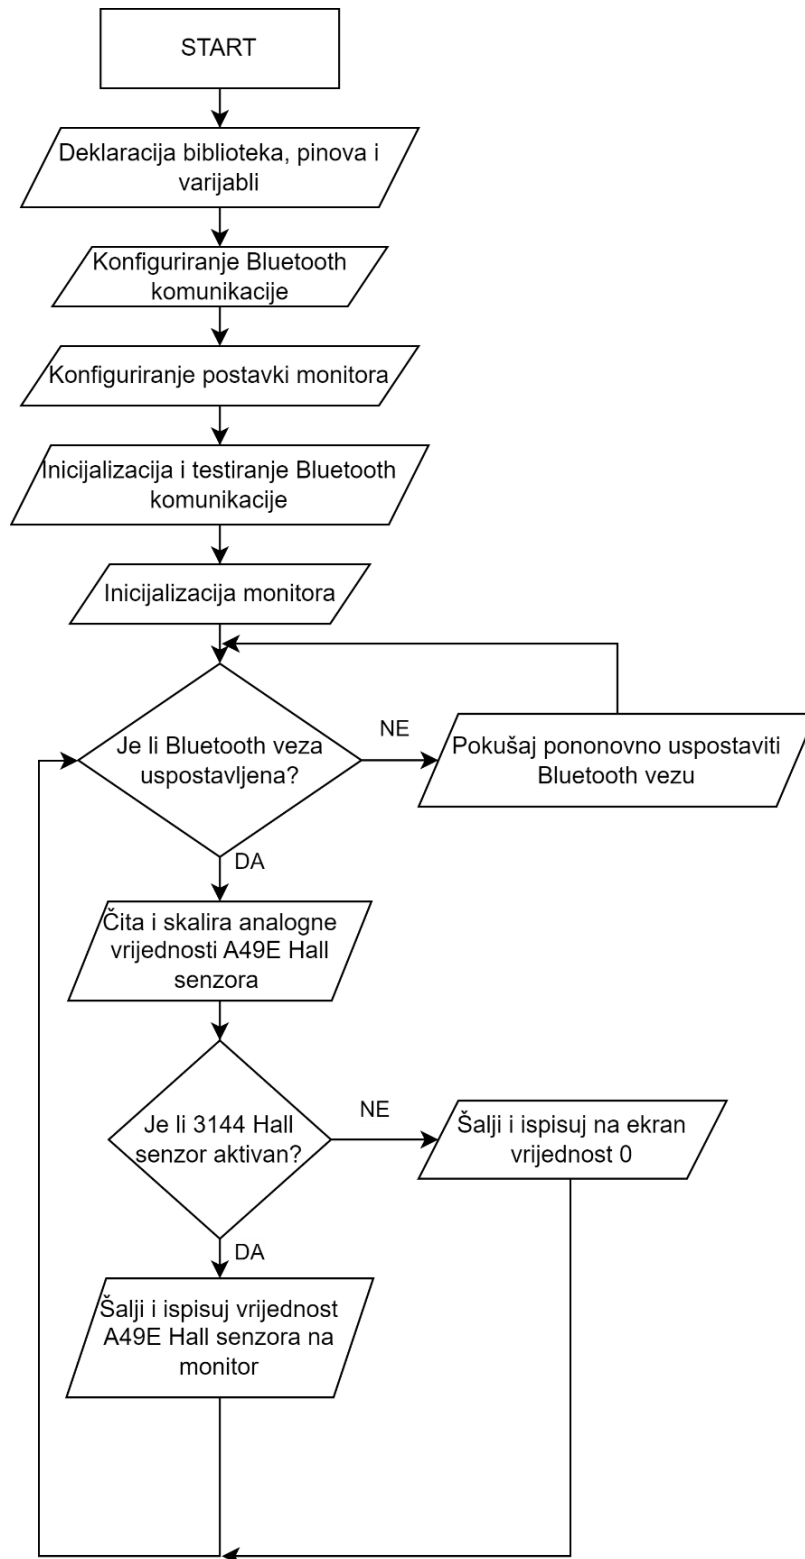 START
Deklaracija biblioteka, pinova i
varijabli
Konfiguriranje Bluetooth
komunikacije
Konfiguriranje postavki monitora
Inicijalizacija i testiranje Bluetooth
komunikacije
Inicijalizacija monitora
Je li Bluetooth veza
uspostavljena?
NE
Pokušaj pononovno uspostaviti
Bluetooth vezu
DA
Čita i skalira analogne
vrijednosti A49E Hall
senzora
Je li 3144 Hall
senzor aktivan?
NE
Šalji i ispisuj na ekran
vrijednost 0
DA
Šalji i ispisuj vrijednost
A49E Hall senzora na
monitor